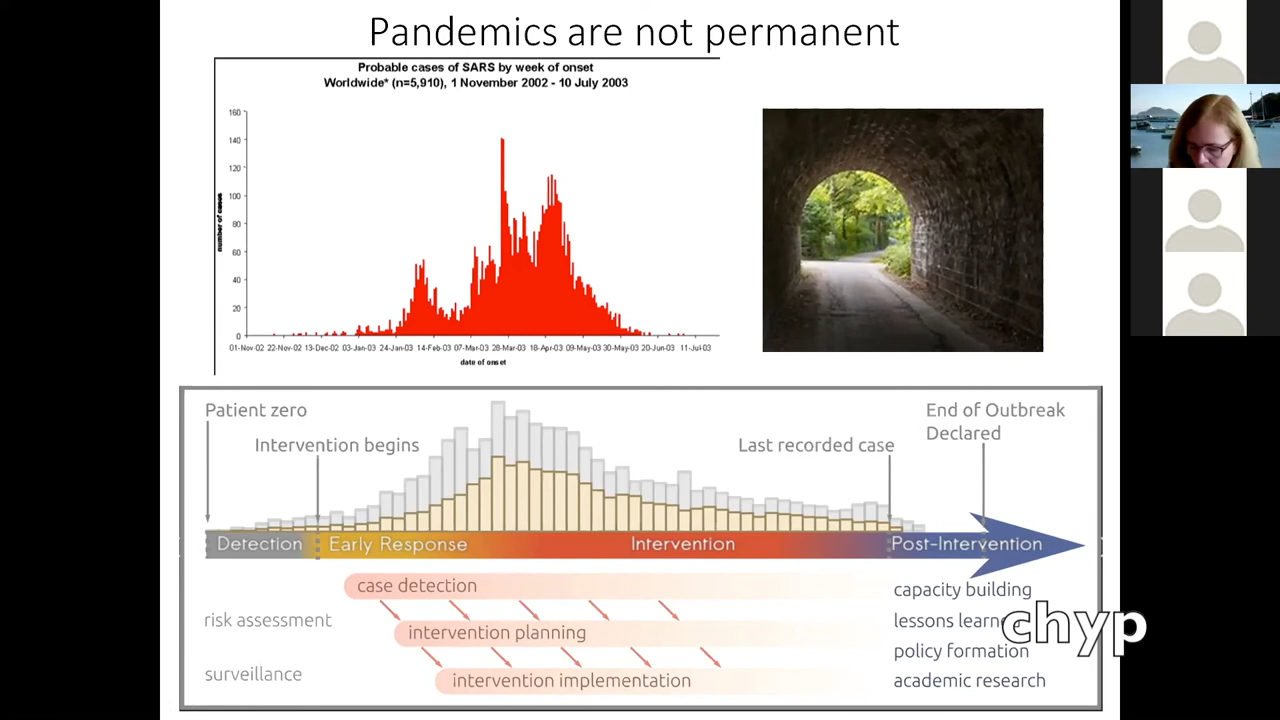 Pandemics are not permanent
Probable cases of SARS by week of onset
Worldwide* (n=5,910), 1 November 2002 - 10 July 2003
160
140
120
100
80
60
40
20
0
number of cases
01-Nov-02 22-Nov-02 13-Dec-02 03-Jan-03 24-Jan-03 14-Feb-03 07-Mar-03 28-Mar-03 18-Apr-03 09-May-03 30-May-03 20-Jun-03 11-Jul-03
date of onset
Patient zero
Intervention begins
Last recorded case
End of Outbreak
Declared
Detection Early Response Intervention Post-Intervention
case detection
intervention planning
intervention implementation
risk assessment
surveillance
capacity building
lessons learne
policy formation
academic research
chyp